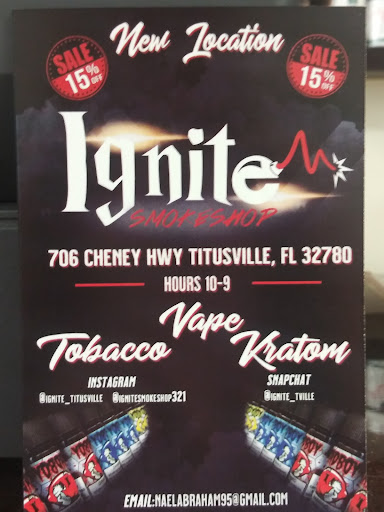 New Location
SALE 15% OFF
SALE 15% OFF
Ignite
SMOKESHOP
706 CHENEY HWY TITUSVILLE, FL 32780
HOURS 10-9
Vape
Tobacco Kratom
INSTAGRAM
@IGNITE_TITUSVILLE @IGNITESMOKESHOP321
SNAPCHAT
@IGNITE_TVILLE
EMAIL:NAELABRAHAM95@GMAIL.COM